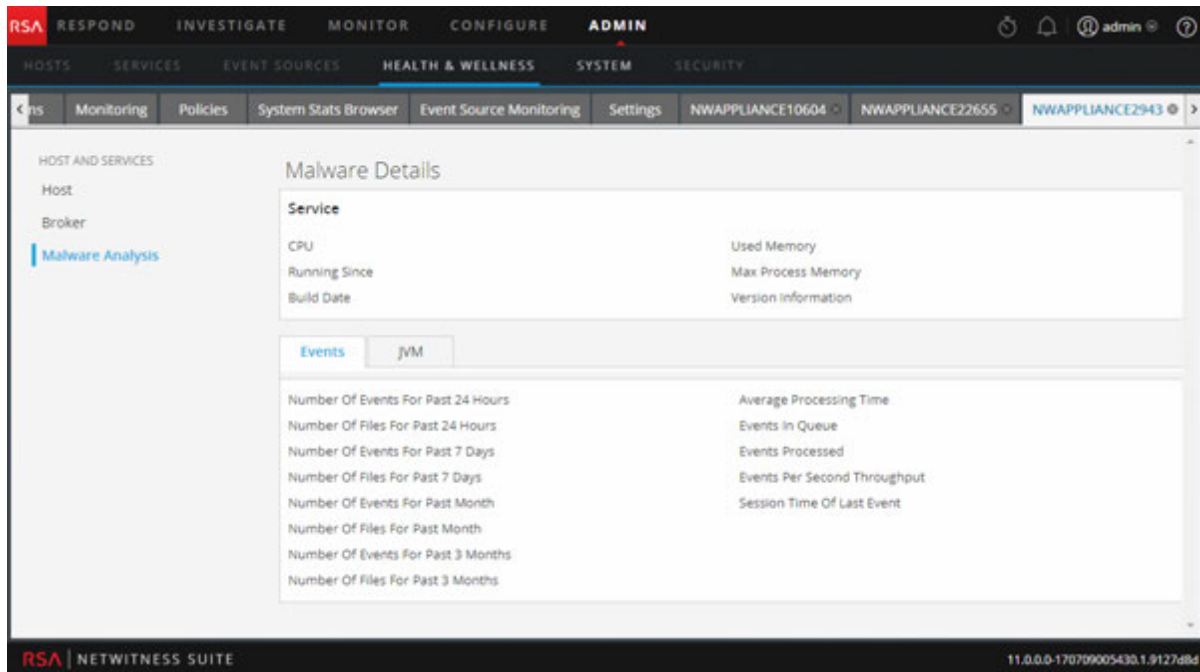 RSA RESPOND INVESTIGATE MONITOR CONFIGURE ADMIN admin
HOSTS SERVICES EVENT SOURCES HEALTH & WELLNESS SYSTEM SECURITY
ns Monitoring Policies System Stats Browser Event Source Monitoring Settings NWAPPLIANCE10604 NWAPPLIANCE22655 NWAPPLIANCE2943
HOST AND SERVICES
Host
Broker
Malware Analysis
Malware Details
Service
CPU Used Memory
Running Since Max Process Memory
Build Date Version Information
Events JVM
Number Of Events For Past 24 Hours Average Processing Time
Number Of Files For Past 24 Hours Events In Queue
Number Of Events For Past 7 Days Events Processed
Number Of Files For Past 7 Days Events Per Second Throughput
Number Of Events For Past Month Session Time Of Last Event
Number Of Files For Past Month
Number Of Events For Past 3 Months
Number Of Files For Past 3 Months
RSA NETWITNESS SUITE 11.0.0.0-170709005430.1.9127d8d